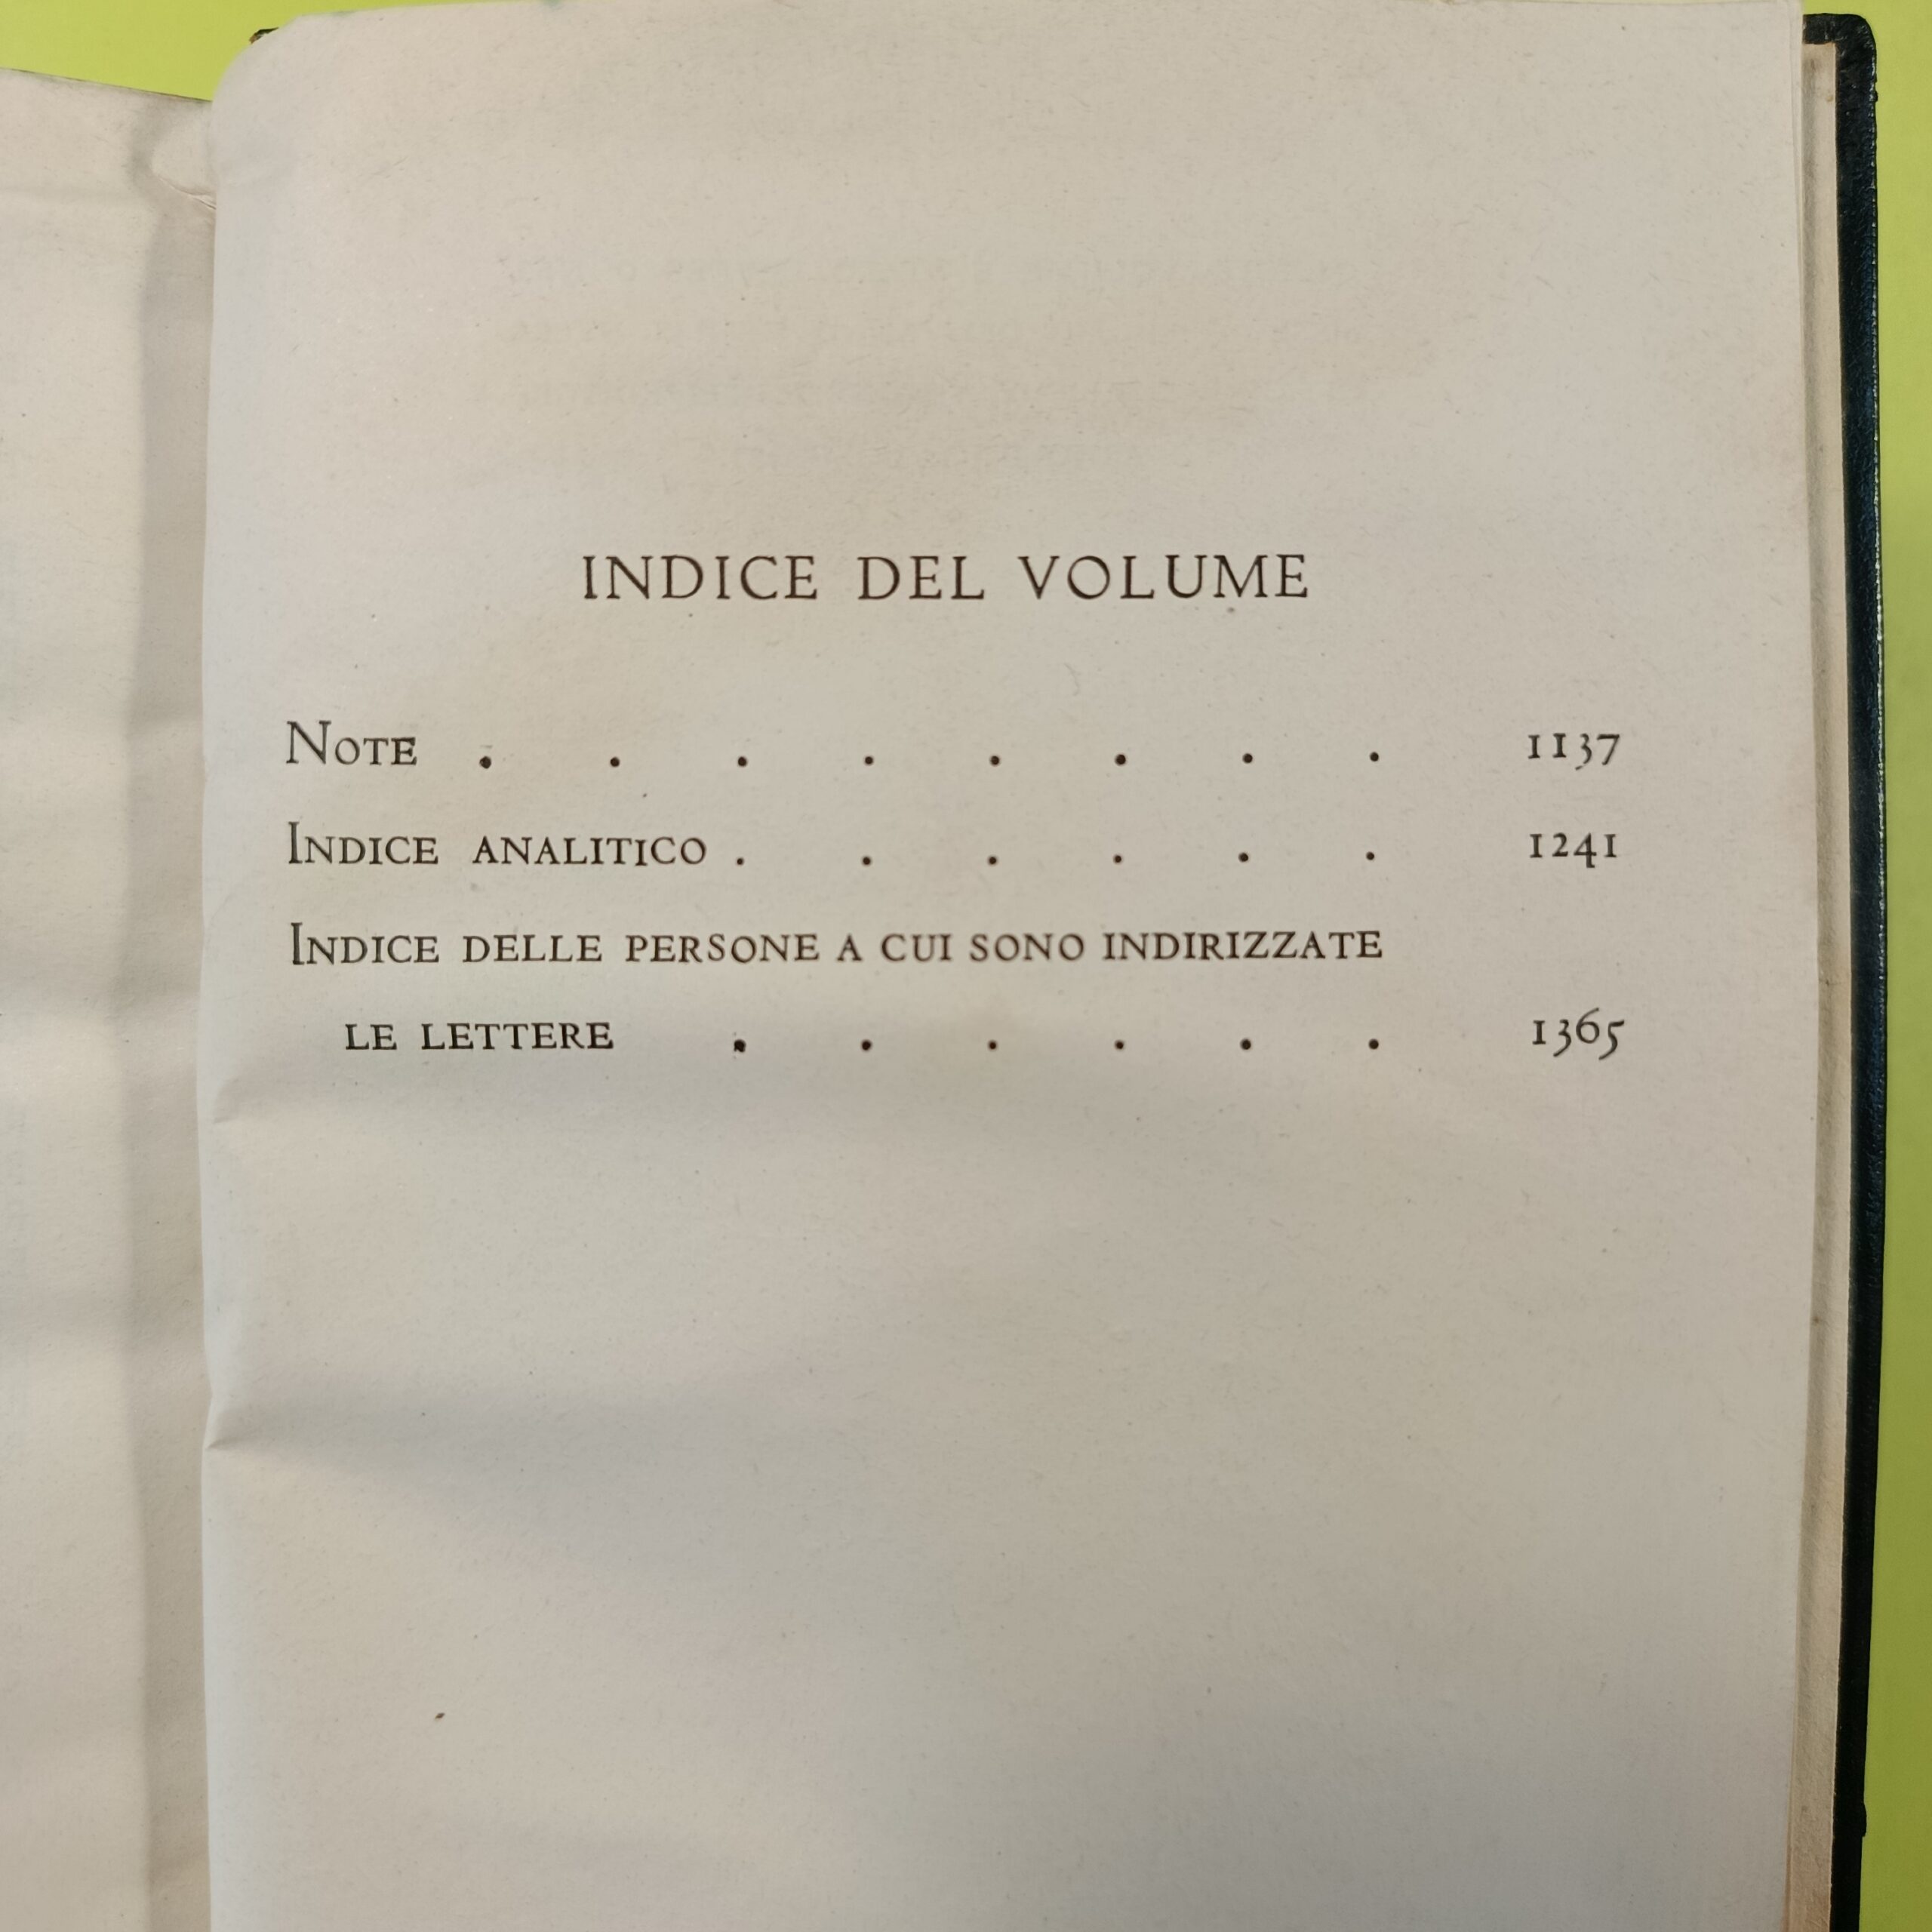 INDICE DEL VOLUME
NOTE . . . . . . . . 1137
INDICE ANALITICO . . . . . . 1241
INDICE DELLE PERSONE A CUI SONO INDIRIZZATE
LE LETTERE . . . . . . 1365